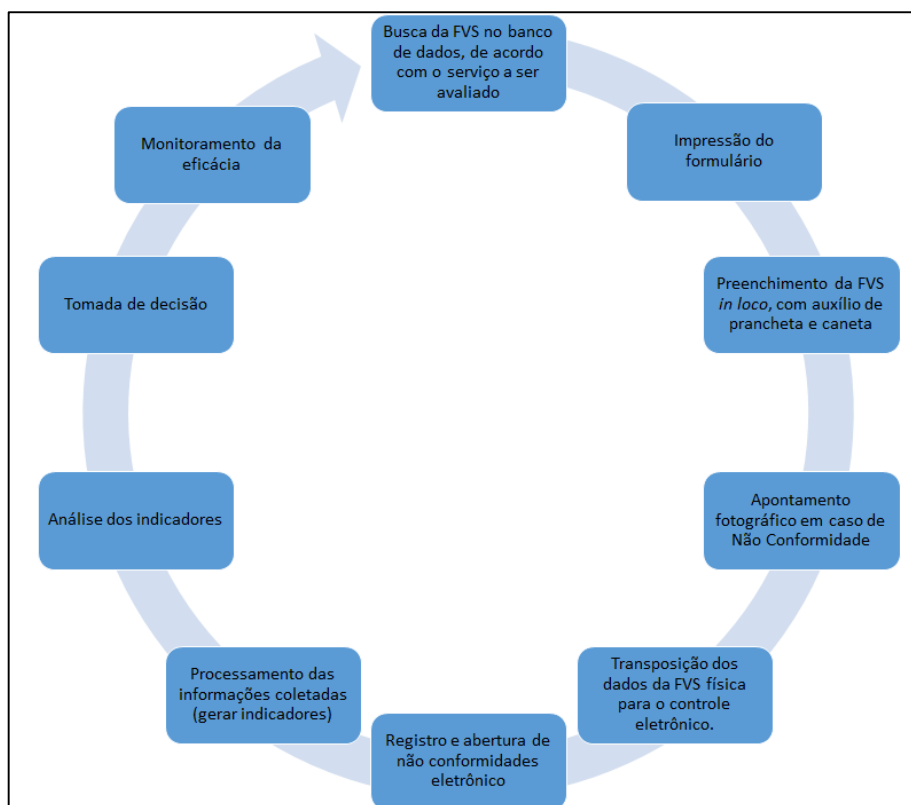 Busca da FVS no banco
de dados, de acordo
com o serviço a ser
avaliado
Impressão do
formulário
Preenchimento da FVS
in loco, com auxílio de
prancheta e caneta
Apontamento
fotográfico em caso de
Não Conformidade
Transposição dos
dados da FVS física
para o controle
eletrônico.
Registro e abertura de
não conformidades
eletrônico
Processamento das
informações coletadas
(gerar indicadores)
Análise dos indicadores
Tomada de decisão
Monitoramento da
eficácia